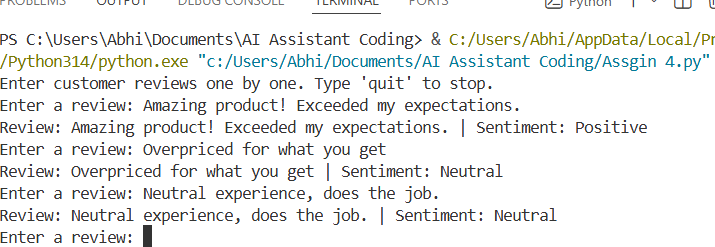 PROBLEMS OUTPUT DEBUG CONSOLE TERMINAL PORTS Python
PS C:\Users\Abhi\Documents\AI Assistant Coding> & C:/Users/Abhi/AppData/Local/Pr
/Python314/python.exe "c:/Users/Abhi/Documents/AI Assistant Coding/Assgin 4.py"
Enter customer reviews one by one. Type 'quit' to stop.
Enter a review: Amazing product! Exceeded my expectations.
Review: Amazing product! Exceeded my expectations. | Sentiment: Positive
Enter a review: Overpriced for what you get
Review: Overpriced for what you get | Sentiment: Neutral
Enter a review: Neutral experience, does the job.
Review: Neutral experience, does the job. | Sentiment: Neutral
Enter a review: